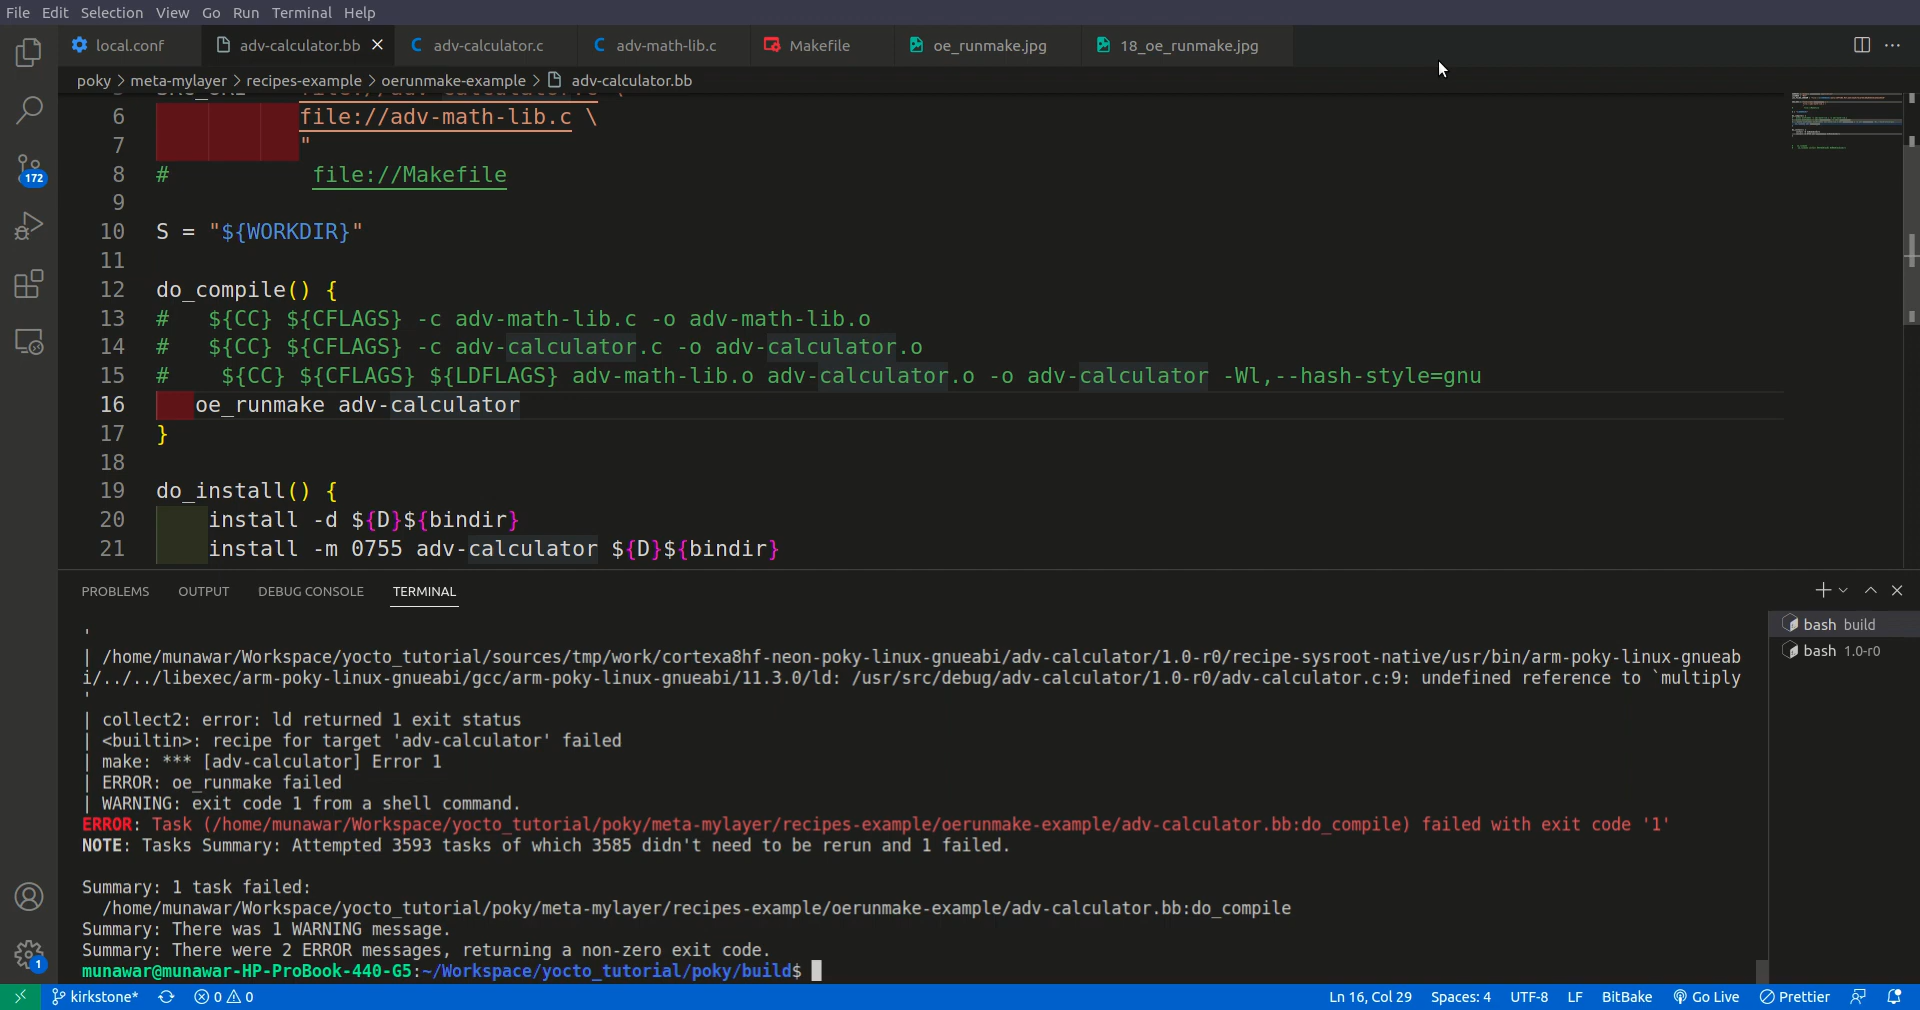 File Edit Selection View Go Run Terminal Help
local.conf adv-calculator.bb adv-calculator.c adv-math-lib.c Makefile oe_runmake.jpg 18_oe_runmake.jpg
poky > meta-mylayer > recipes-example > oerunmake-example > adv-calculator.bb
6 file://adv-math-lib.c \
7 "
8 # file://Makefile
9
10 S = "${WORKDIR}"
11
12 do_compile() {
13 # ${CC} ${CFLAGS} -c adv-math-lib.c -o adv-math-lib.o
14 # ${CC} ${CFLAGS} -c adv-calculator.c -o adv-calculator.o
15 # ${CC} ${CFLAGS} ${LDFLAGS} adv-math-lib.o adv-calculator.o -o adv-calculator -Wl,--hash-style=gnu
16 oe_runmake adv-calculator
17 }
18
19 do_install() {
20 install -d ${D}${bindir}
21 install -m 0755 adv-calculator ${D}${bindir}
172
PROBLEMS OUTPUT DEBUG CONSOLE TERMINAL
bash build
bash 1.0-r0
'
| /home/munawar/Workspace/yocto_tutorial/sources/tmp/work/cortexa8hf-neon-poky-linux-gnueabi/adv-calculator/1.0-r0/recipe-sysroot-native/usr/bin/arm-poky-linux-gnueab
i/../../libexec/arm-poky-linux-gnueabi/gcc/arm-poky-linux-gnueabi/11.3.0/ld: /usr/src/debug/adv-calculator/1.0-r0/adv-calculator.c:9: undefined reference to `multiply
'
| collect2: error: ld returned 1 exit status
| <builtin>: recipe for target 'adv-calculator' failed
| make: *** [adv-calculator] Error 1
| ERROR: oe_runmake failed
| WARNING: exit code 1 from a shell command.
ERROR: Task (/home/munawar/Workspace/yocto_tutorial/poky/meta-mylayer/recipes-example/oerunmake-example/adv-calculator.bb:do_compile) failed with exit code '1'
NOTE: Tasks Summary: Attempted 3593 tasks of which 3585 didn't need to be rerun and 1 failed.
Summary: 1 task failed:
/home/munawar/Workspace/yocto_tutorial/poky/meta-mylayer/recipes-example/oerunmake-example/adv-calculator.bb:do_compile
Summary: There was 1 WARNING message.
Summary: There were 2 ERROR messages, returning a non-zero exit code.
munawar@munawar-HP-ProBook-440-G5:~/Workspace/yocto_tutorial/poky/build$
1
kirkstone* 0 0 Ln 16, Col 29 Spaces: 4 UTF-8 LF BitBake Go Live Prettier